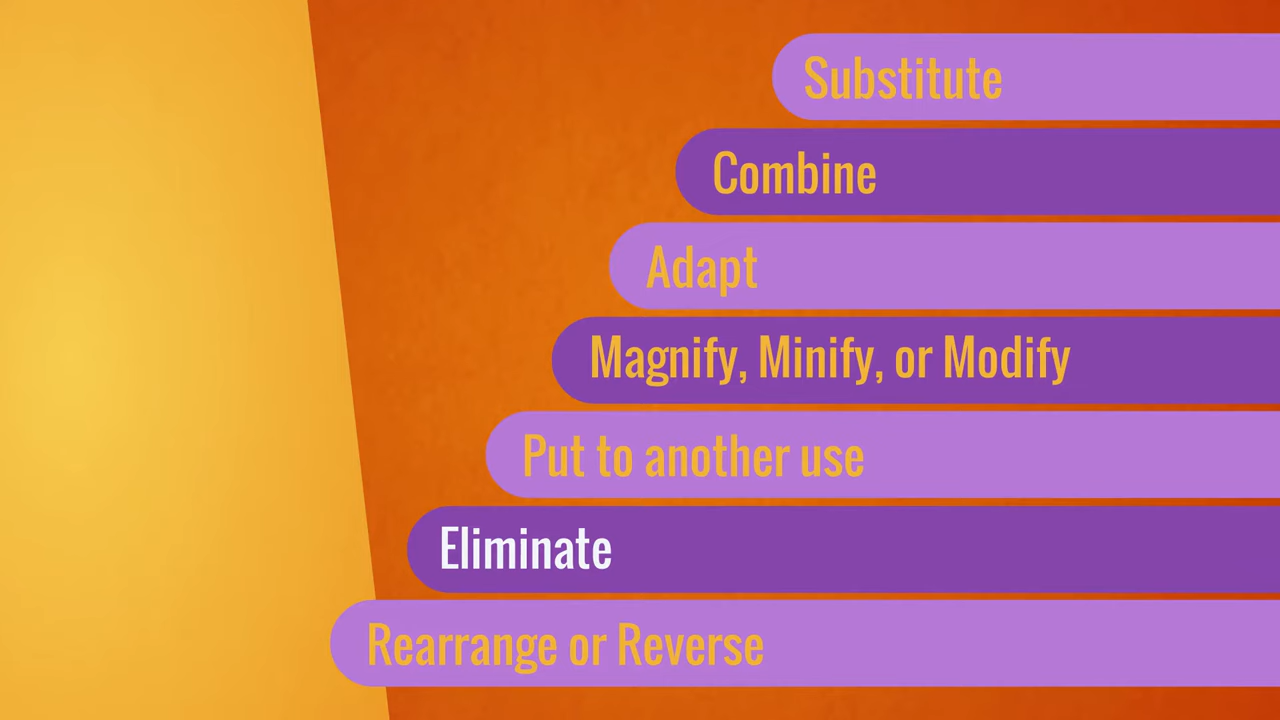 Substitute
Combine
Adapt
Magnify, Minify, or Modify
Put to another use
Eliminate
Rearrange or Reverse